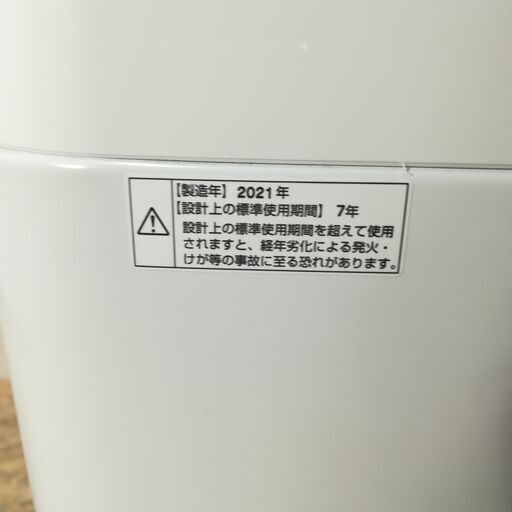 【製造年】 2021年
【設計上の標準使用期間】 7年
設計上の標準使用期間を超えて使用
されますと、経年劣化による発火・
けが等の事故に至る恐れがあります。